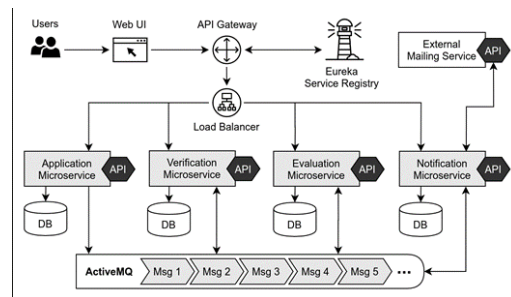 Users
Web UI
API Gateway
Eureka
Service Registry
External
Mailing Service
API
Load Balancer
Application
Microservice
API
Verification
Microservice
API
Evaluation
Microservice
API
Notification
Microservice
API
DB
DB
DB
DB
ActiveMQ
Msg 1
Msg 2
Msg 3
Msg 4
Msg 5
•••